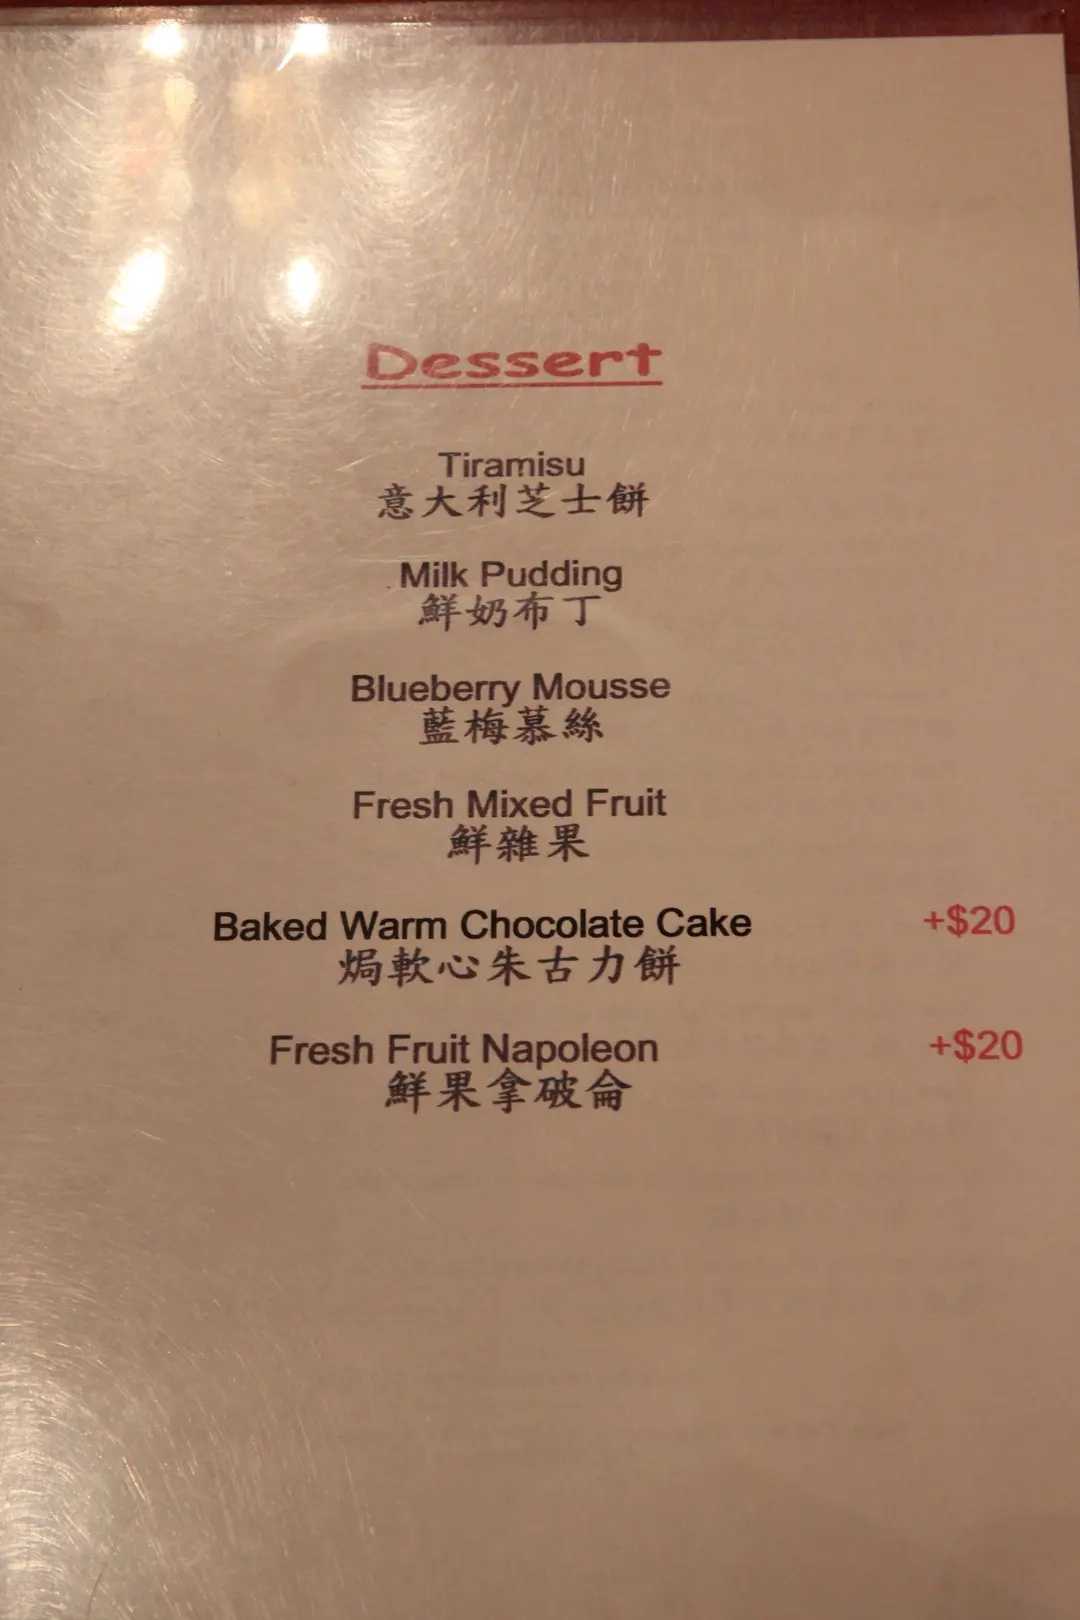 Dessert
Tiramisu
意大利芝士餅
Milk Pudding
鮮奶布丁
Blueberry Mousse
藍梅慕絲
Fresh Mixed Fruit
鮮雜果
Baked Warm Chocolate Cake +$20
焗軟心朱古力餅
Fresh Fruit Napoleon +$20
鮮果拿破侖